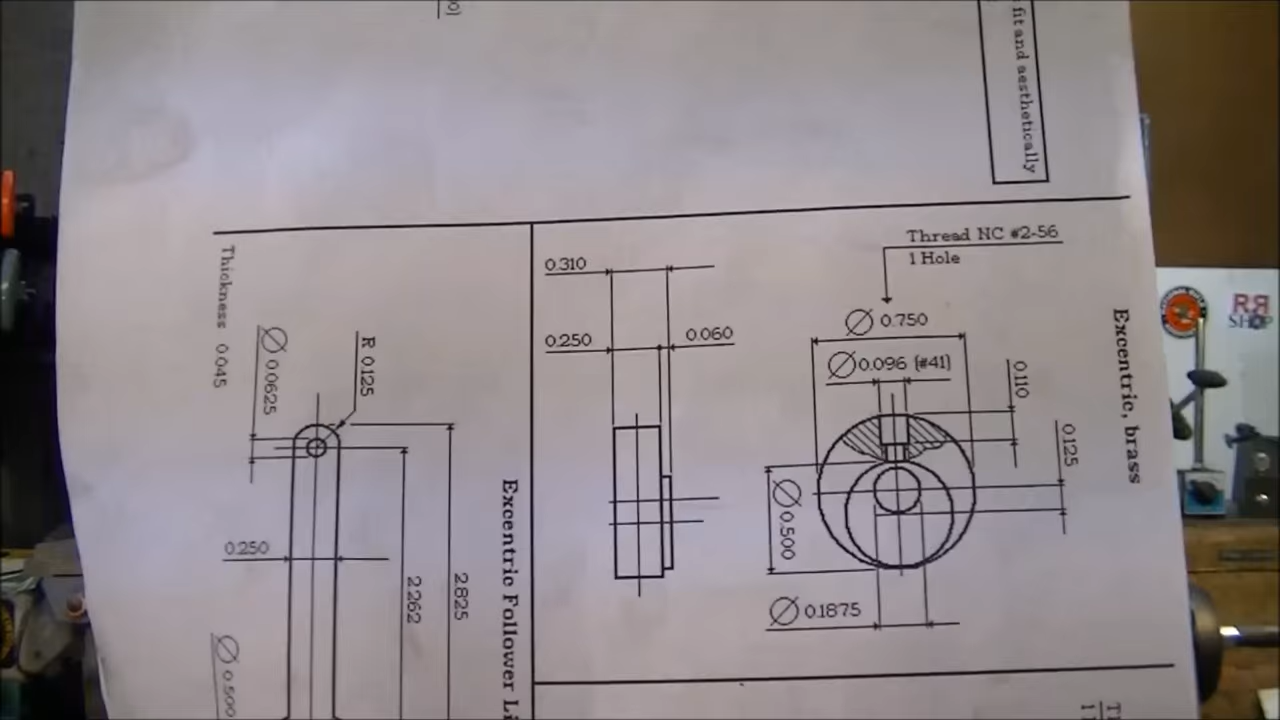 fit and aesthetically
Thread NC #2-56
1 Hole
Excentric, brass
0.310
0.250
0.060
∅ 0.750
∅ 0.096 (#41)
0.110
0.125
∅ 0.500
∅ 0.1875
Thickness 0.045
∅ 0.0625
R 0.125
0.250
2.262
2.825
Excentric Follower Li
∅ 0.500
RR
SHOP